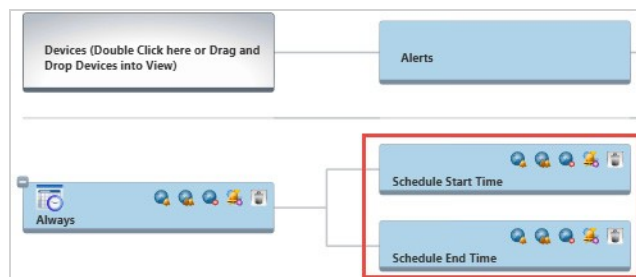 Devices (Double Click here or Drag and
Drop Devices into View)
Alerts
Always
Schedule Start Time
Schedule End Time